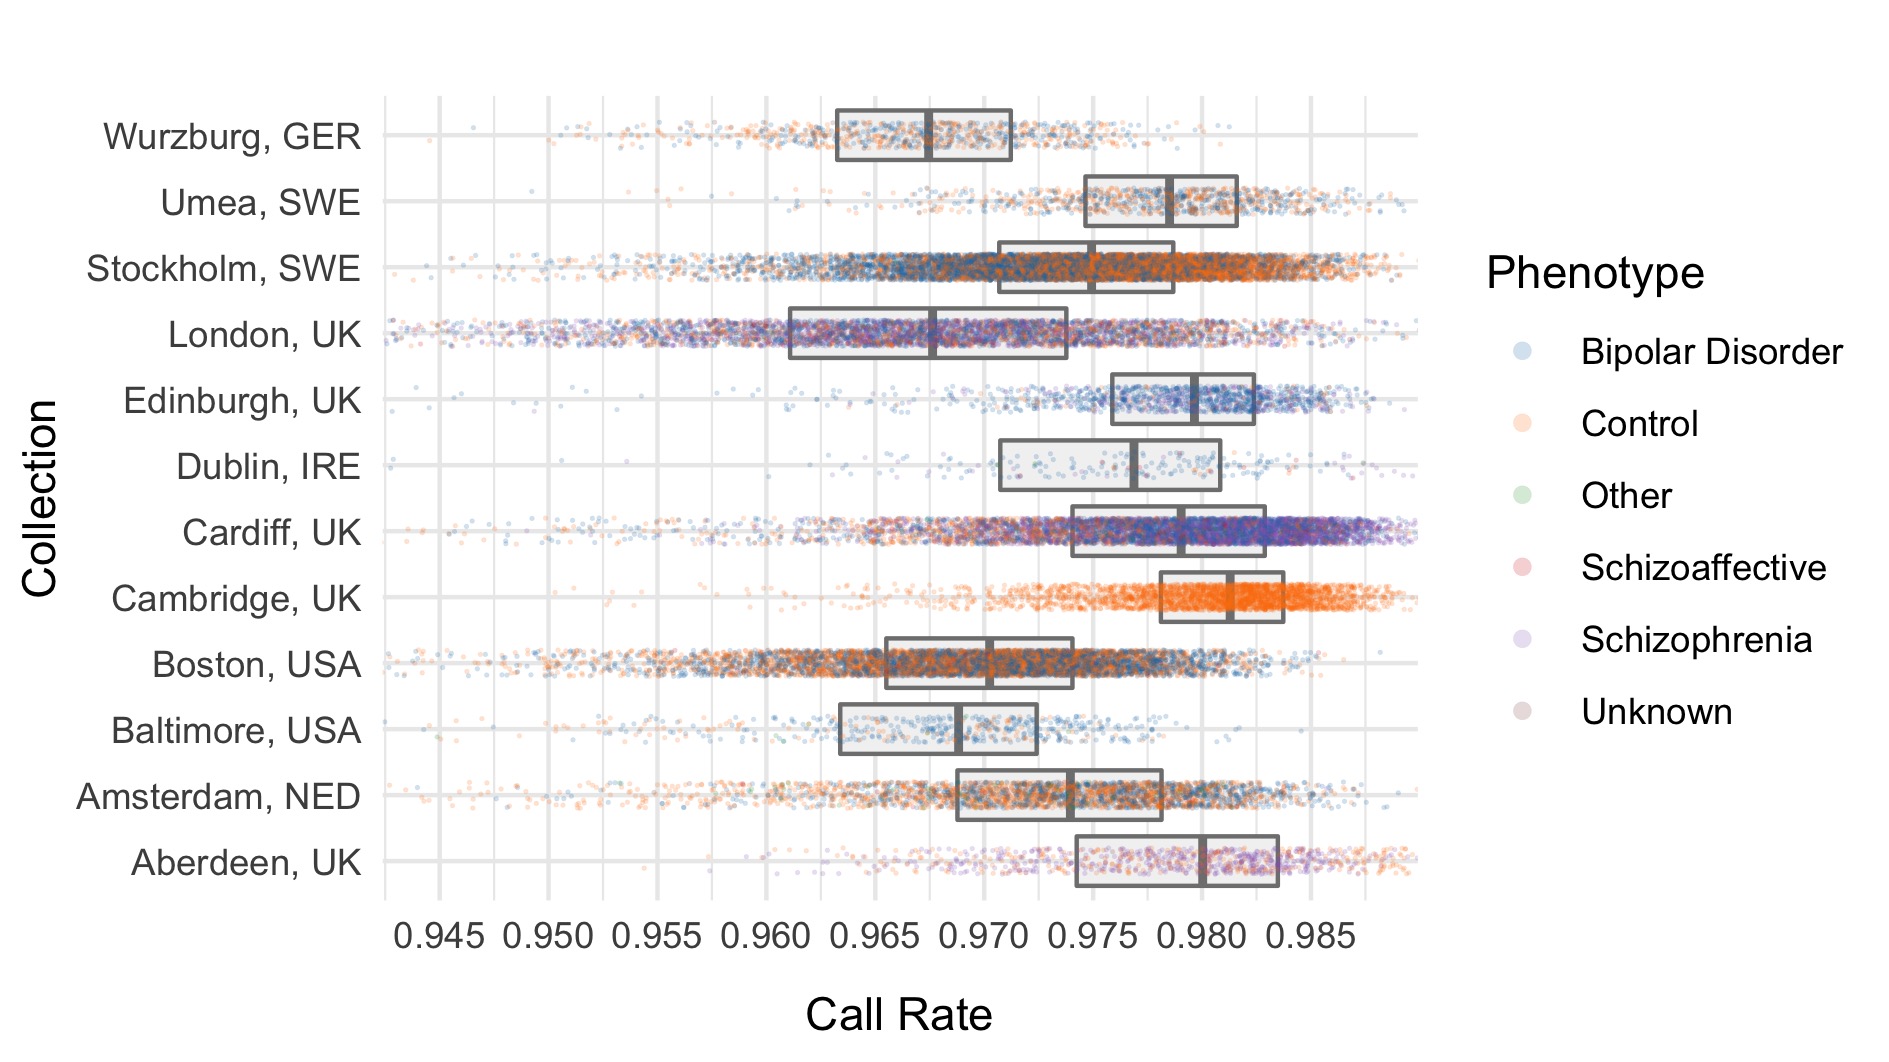 Wurzburg, GER
Umea, SWE
Stockholm, SWE
London, UK
Edinburgh, UK
Dublin, IRE
Cardiff, UK
Cambridge, UK
Boston, USA
Baltimore, USA
Amsterdam, NED
Aberdeen, UK
Collection
0.945 0.950 0.955 0.960 0.965 0.970 0.975 0.980 0.985
Call Rate
Phenotype
Bipolar Disorder
Control
Other
Schizoaffective
Schizophrenia
Unknown